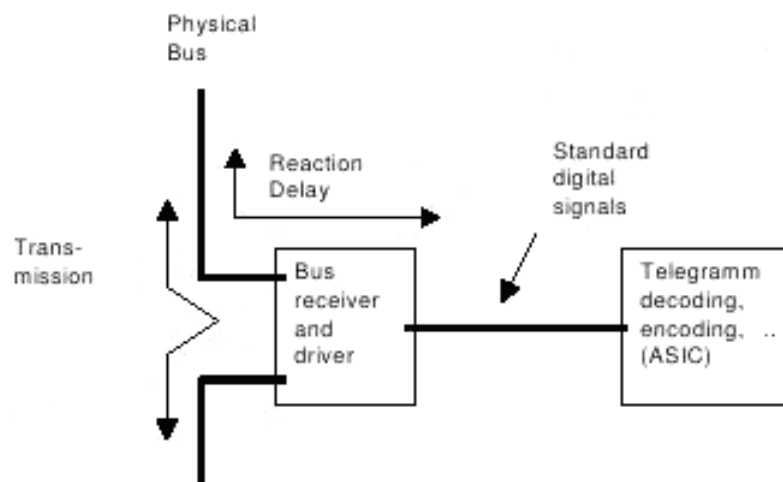 Physical
Bus
Reaction
Delay
Standard
digital
signals
Trans-
mission
Bus
receiver
and
driver
Telegramm
decoding,
encoding, ..
(ASIC)